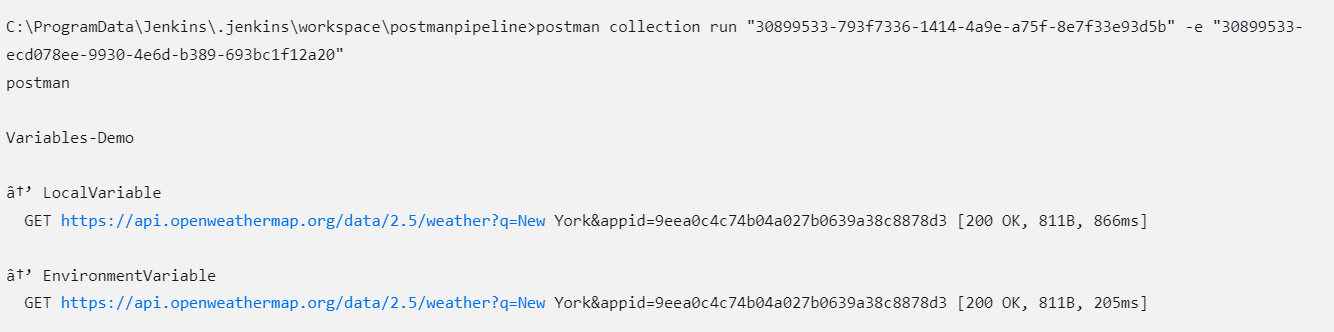 C:\ProgramData\Jenkins\.jenkins\workspace\postmanpipeline>postman collection run "30899533-793f7336-1414-4a9e-a75f-8e7f33e93d5b" -e "30899533-
ecd078ee-9930-4e6d-b389-693bc1f12a20"
postman
Variables-Demo
â†’ LocalVariable
GET https://api.openweathermap.org/data/2.5/weather?q=New York&appid=9eea0c4c74b04a027b0639a38c8878d3 [200 OK, 811B, 866ms]
â†’ EnvironmentVariable
GET https://api.openweathermap.org/data/2.5/weather?q=New York&appid=9eea0c4c74b04a027b0639a38c8878d3 [200 OK, 811B, 205ms]